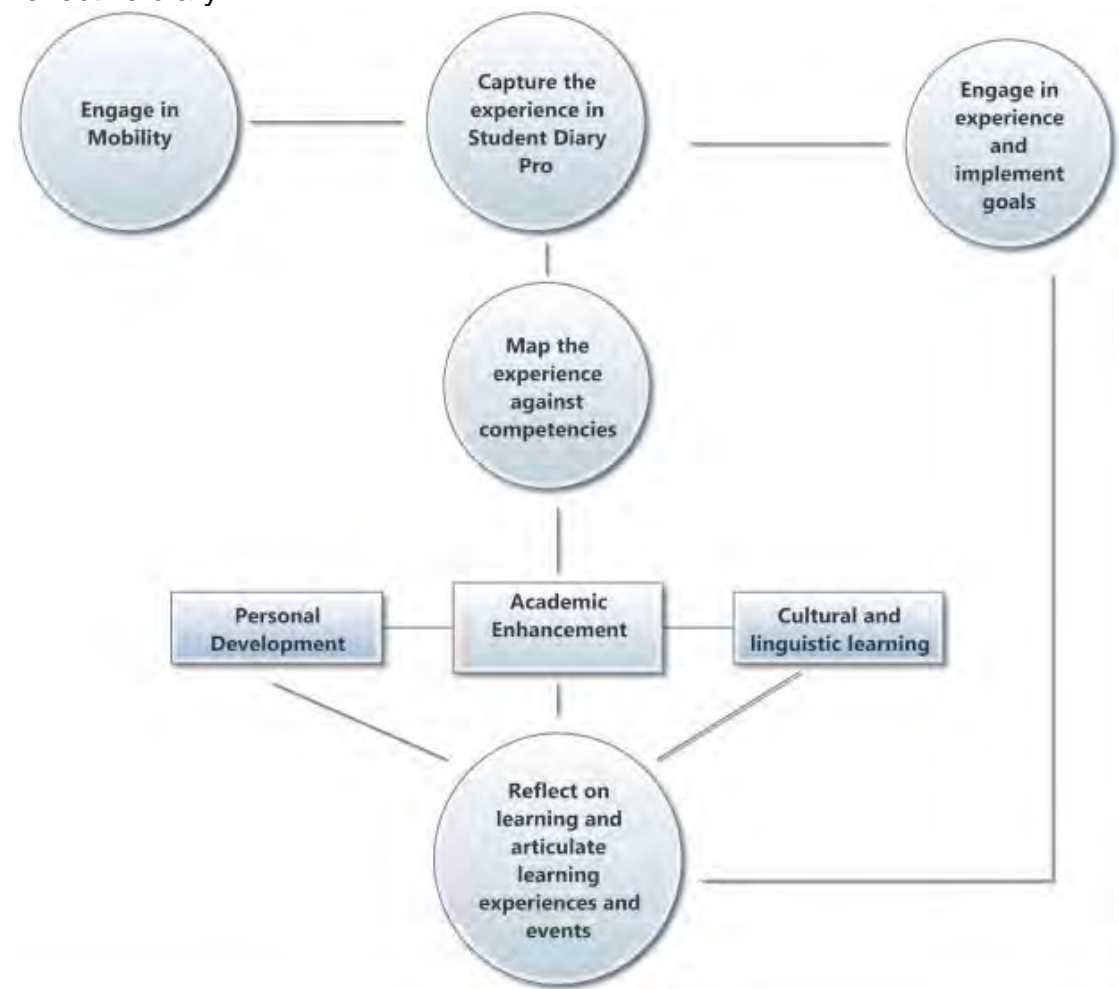 Engage in
Mobility
Capture the
experience in
Student Diary
Pro
Engage in
experience
and
implement
goals
Map the
experience
against
competencies
Personal
Development
Academic
Enhancement
Cultural and
linguistic learning
Reflect on
learning and
articulate
learning
experiences and
events